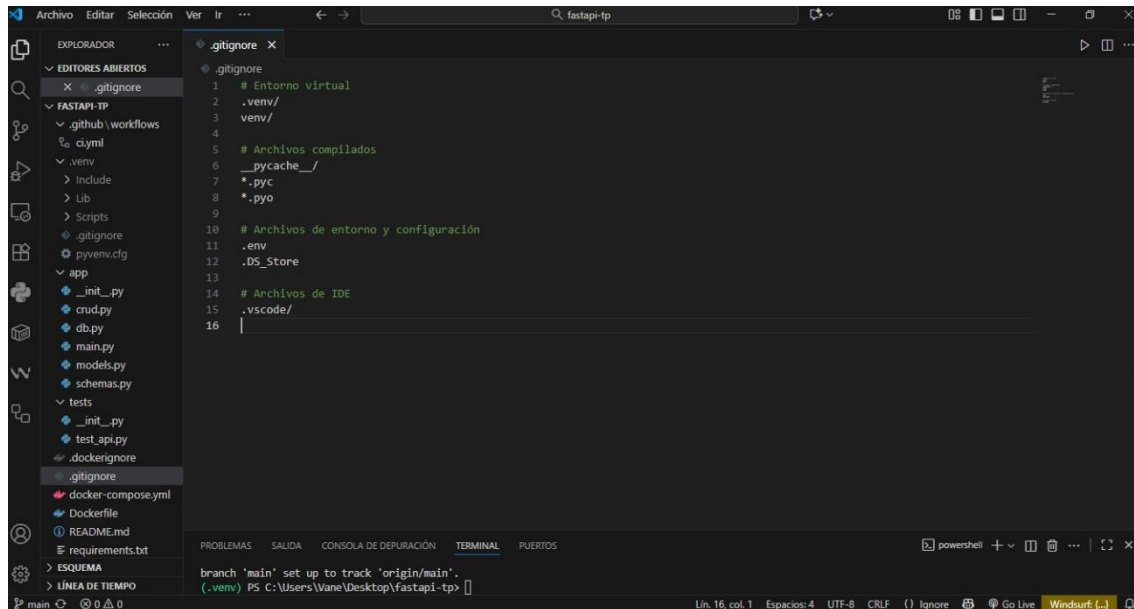 Archivo Editar Selección Ver Ir ... fastapi-tp
EXPLORADOR ...
EDITORES ABIERTOS
.gitignore
FASTAPI-TP
.github \ workflows
ci.yml
.venv
Include
Lib
Scripts
.gitignore
pyvenv.cfg
app
__init__.py
crud.py
db.py
main.py
models.py
schemas.py
tests
__init__.py
test_api.py
.dockerignore
.gitignore
docker-compose.yml
Dockerfile
README.md
requirements.txt
ESQUEMA
LÍNEA DE TIEMPO
.gitignore
.gitignore
1 # Entorno virtual
2 .venv/
3 venv/
4
5 # Archivos compilados
6 __pycache__/
7 *.pyc
8 *.pyo
9
10 # Archivos de entorno y configuración
11 .env
12 .DS_Store
13
14 # Archivos de IDE
15 .vscode/
16
PROBLEMAS SALIDA CONSOLA DE DEPURACIÓN TERMINAL PUERTOS powershell
branch 'main' set up to track 'origin/main'.
(.venv) PS C:\Users\Vane\Desktop\fastapi-tp>
main 0 0 Lín. 16, col. 1 Espacios: 4 UTF-8 CRLF {} Ignore Go Live Windsurf: {...}